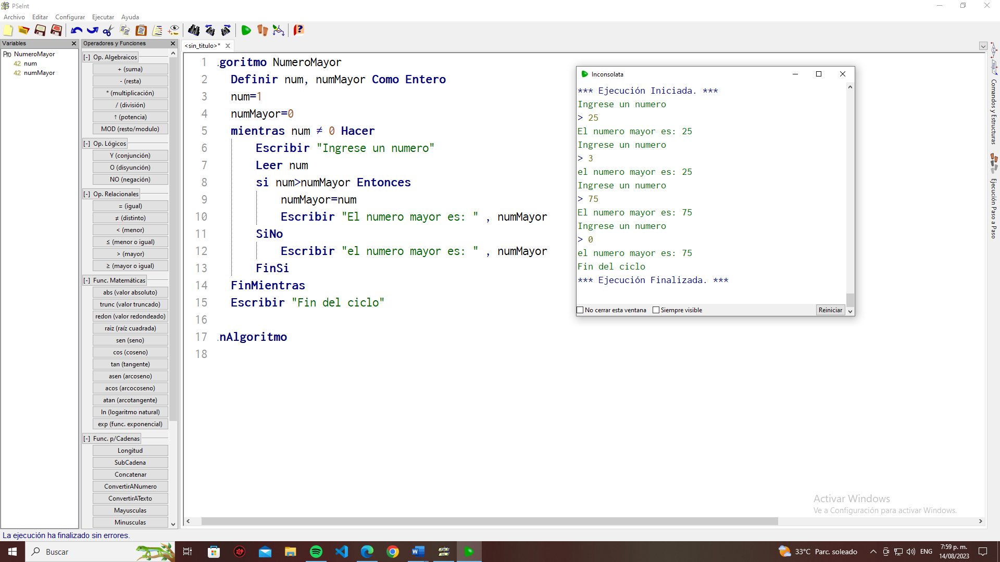 PSeInt
Archivo Editar Configurar Ejecutar Ayuda
Variables
Pro NumeroMayor
42 num
42 numMayor
Operadores y Funciones
[-] Op. Algebraicos
+ (suma)
- (resta)
* (multiplicación)
/ (división)
↑ (potencia)
MOD (resto/modulo)
[-] Op. Lógicos
Y (conjunción)
O (disyunción)
NO (negación)
[-] Op. Relacionales
= (igual)
≠ (distinto)
< (menor)
≤ (menor o igual)
> (mayor)
≥ (mayor o igual)
[-] Func. Matemáticas
abs (valor absoluto)
trunc (valor truncado)
redon (valor redondeado)
raiz (raíz cuadrada)
sen (seno)
cos (coseno)
tan (tangente)
asen (arcoseno)
acos (arcocoseno)
atan (arcotangente)
ln (logaritmo natural)
exp (func. exponencial)
[-] Func. p/Cadenas
Longitud
SubCadena
Concatenar
ConvertirANumero
ConvertirATexto
Mayusculas
Minusculas
<sin_titulo>*
1 goritmo NumeroMayor
2 Definir num, numMayor Como Entero
3 num=1
4 numMayor=0
5 mientras num ≠ 0 Hacer
6 Escribir "Ingrese un numero"
7 Leer num
8 si num>numMayor Entonces
9 numMayor=num
10 Escribir "El numero mayor es: " , numMayor
11 SiNo
12 Escribir "el numero mayor es: " , numMayor
13 FinSi
14 FinMientras
15 Escribir "Fin del ciclo"
16
17 nAlgoritmo
18
Inconsolata
*** Ejecución Iniciada. ***
Ingrese un numero
> 25
El numero mayor es: 25
Ingrese un numero
> 3
el numero mayor es: 25
Ingrese un numero
> 75
El numero mayor es: 75
Ingrese un numero
> 0
el numero mayor es: 75
Fin del ciclo
*** Ejecución Finalizada. ***
No cerrar esta ventana Siempre visible Reiniciar
Comandos y Estructuras
Ejecución Paso a Paso
Activar Windows
Ve a Configuración para activar Windows.
La ejecución ha finalizado sin errores.
Buscar
33°C Parc. soleado
ENG
7:59 p. m.
14/08/2023